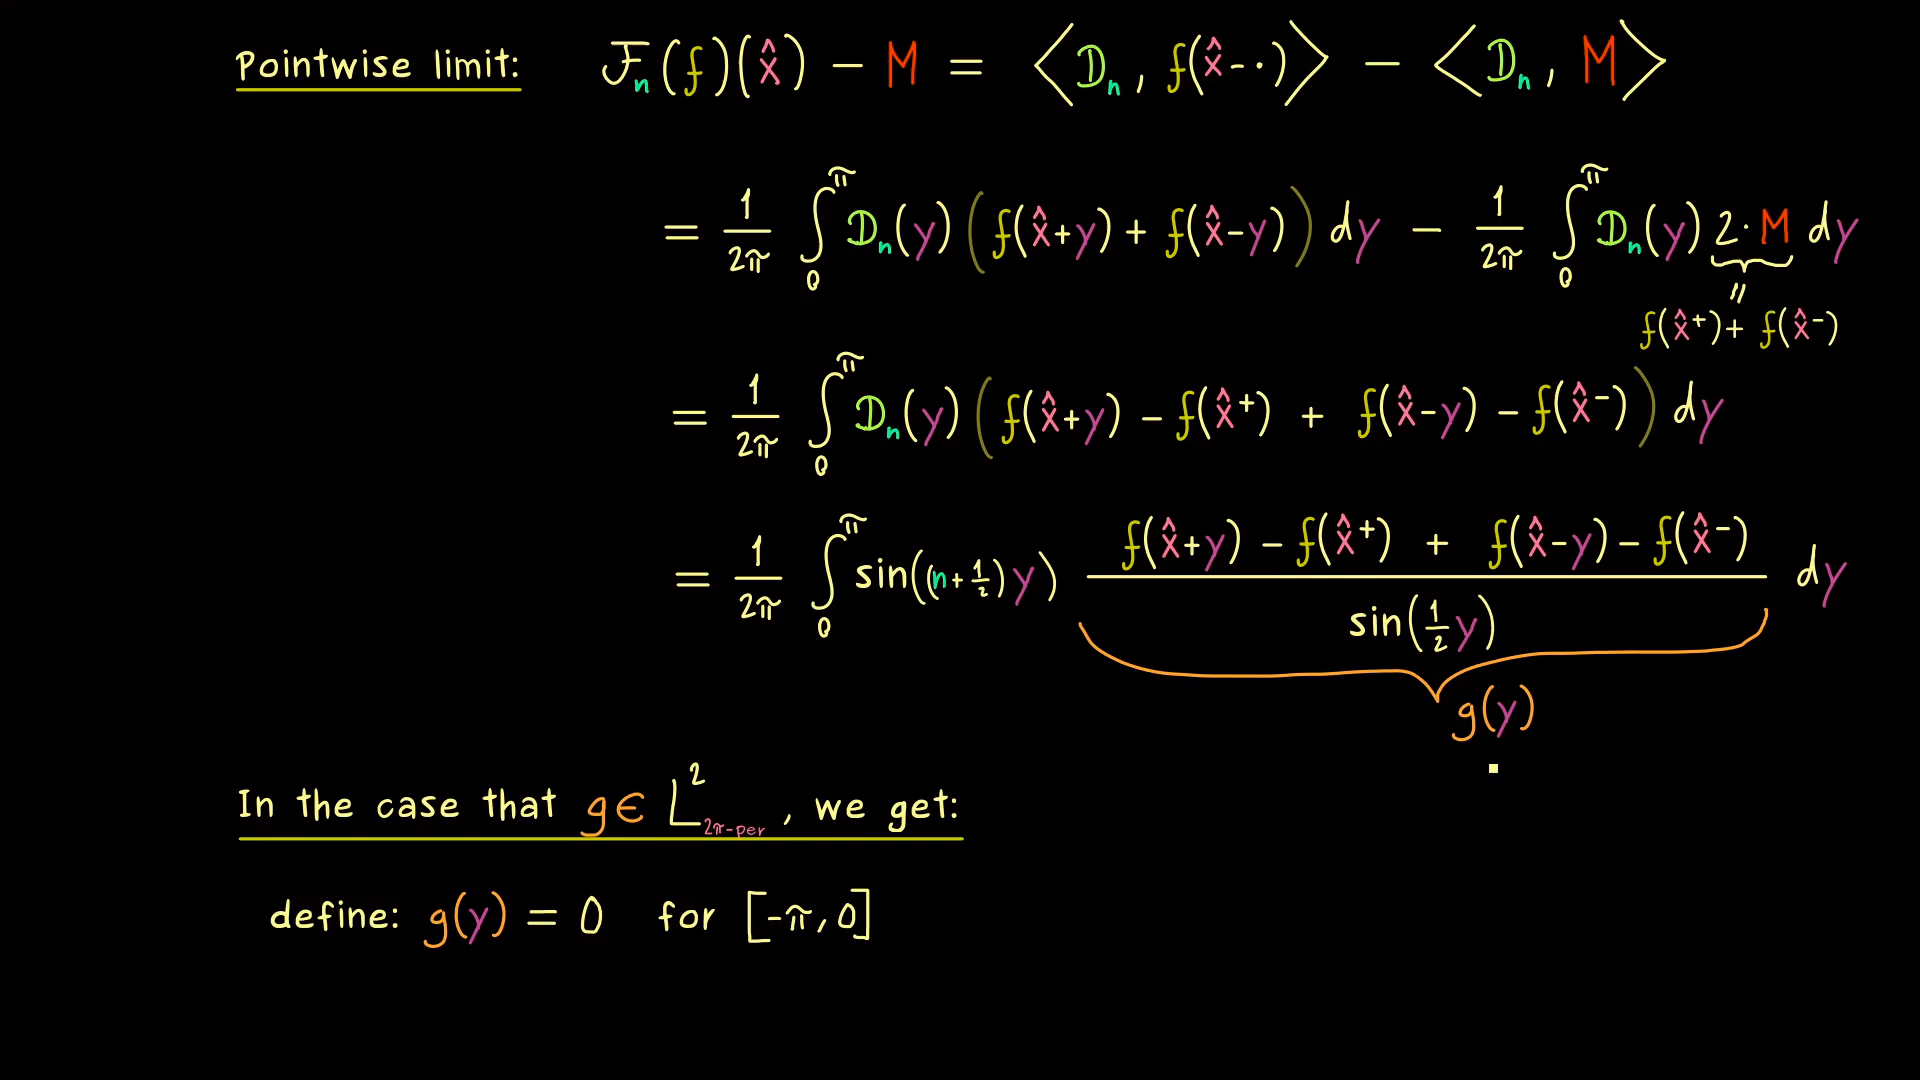 Pointwise limit: ℱₙ(f)(x̂) − M = ⟨Dₙ, f(x̂ − ·)⟩ − ⟨Dₙ, M⟩
= 1/2π ∫₀^π Dₙ(y) (f(x̂+y) + f(x̂−y)) dy − 1/2π ∫₀^π Dₙ(y) 2·M dy
= f(x̂⁺) + f(x̂⁻)
= 1/2π ∫₀^π Dₙ(y) (f(x̂+y) − f(x̂⁺) + f(x̂−y) − f(x̂⁻)) dy
= 1/2π ∫₀^π sin((n+1/2)y) (f(x̂+y) − f(x̂⁺) + f(x̂−y) − f(x̂⁻))/sin(1/2 y) dy
g(y)
In the case that g ∈ L²_2π-per, we get:
define: g(y) = 0 for [-π, 0]